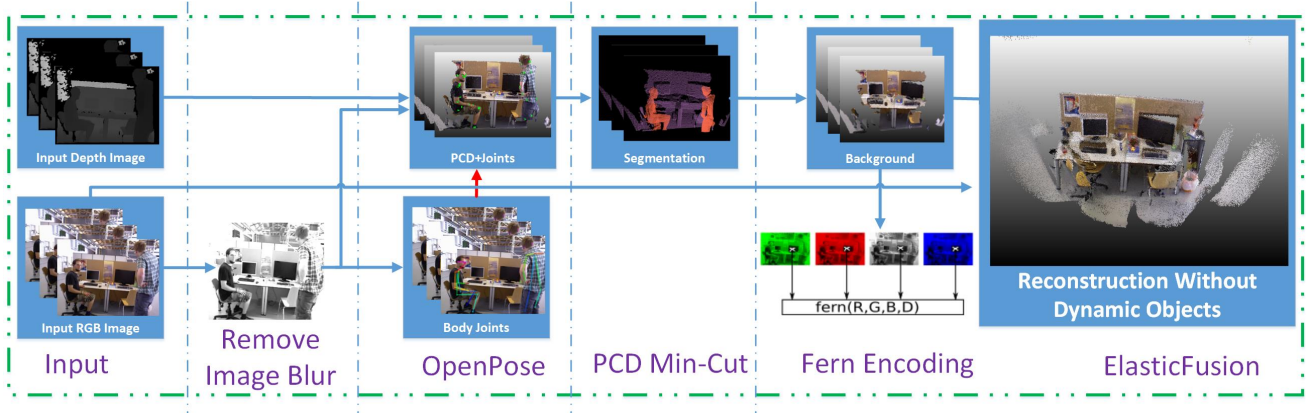 Input Depth Image
PCD+Joints
Segmentation
Background
Input RGB Image
Body Joints
fern(R,G,B,D)
Reconstruction Without
Dynamic Objects
Input
Remove
Image Blur
OpenPose
PCD Min-Cut
Fern Encoding
ElasticFusion